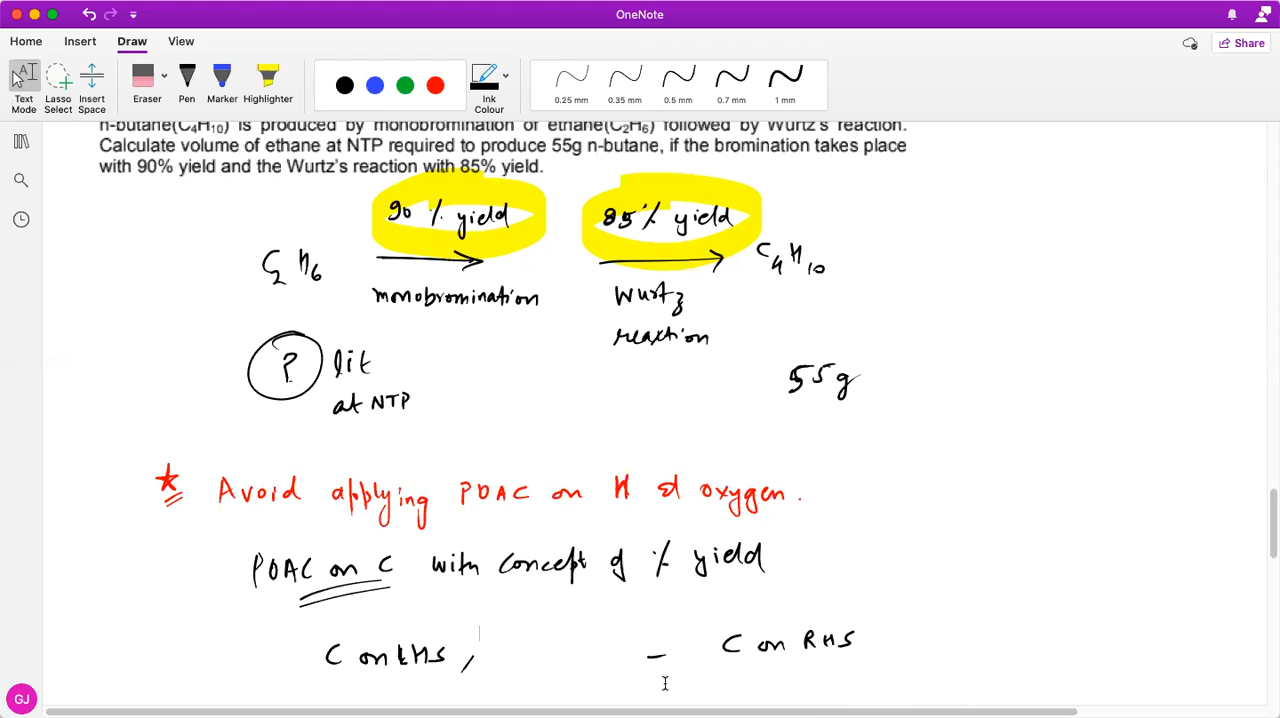 OneNote
Home Insert Draw View
Share
Text Mode
Lasso Select
Insert Space
Eraser
Pen
Marker
Highlighter
Ink Colour
0.25 mm 0.35 mm 0.5 mm 0.7 mm 1 mm
n-butane(C₄H₁₀) is produced by monobromination of ethane(C₂H₆) followed by Wurtz's reaction.
Calculate volume of ethane at NTP required to produce 55g n-butane, if the bromination takes place
with 90% yield and the Wurtz's reaction with 85% yield.
90 % yield 85% yield
C₂H₆ → → C₄H₁₀
monobromination Wurtz
reaction
? lit 55g
at NTP
* Avoid applying POAC on H & oxygen.
POAC on C with concept of % yield
C on LHS , – C on RHS
GJ